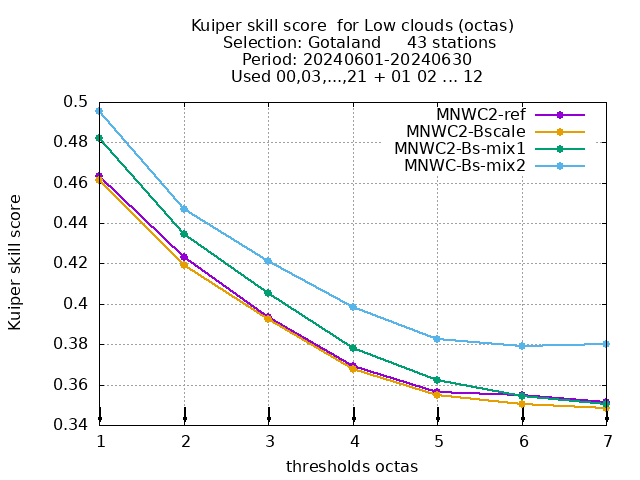 Kuiper skill score  for Low clouds (octas)
Selection: Gotaland     43 stations
Period: 20240601-20240630
Used 00,03,...,21 + 01 02 ... 12
MNWC2-ref
MNWC2-Bscale
MNWC2-Bs-mix1
MNWC-Bs-mix2
Kuiper skill score
0.5
0.48
0.46
0.44
0.42
0.4
0.38
0.36
0.34
1 2 3 4 5 6 7
thresholds octas